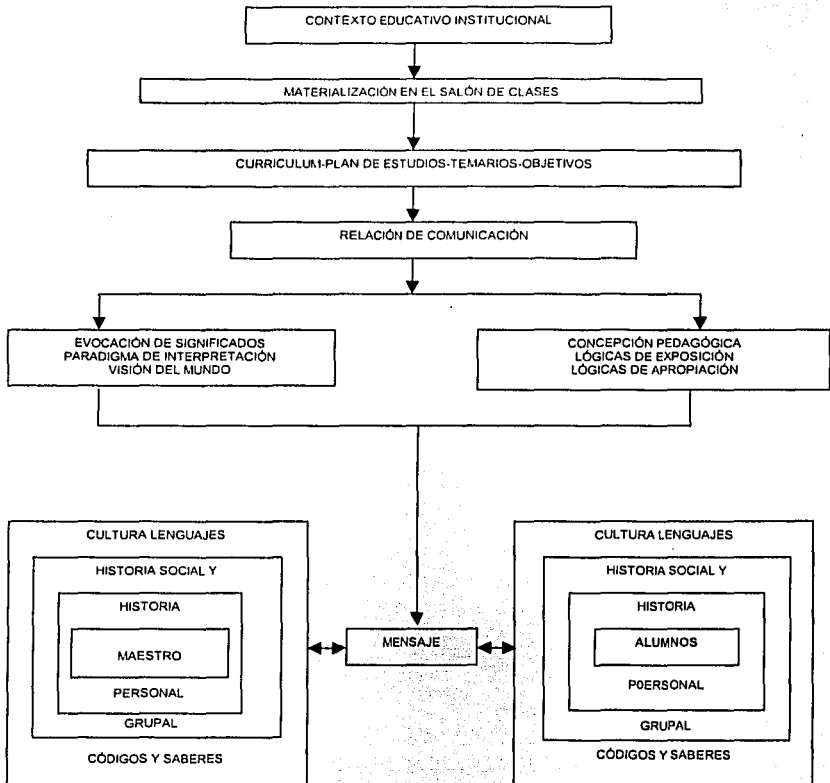 CONTEXTO EDUCATIVO INSTITUCIONAL
MATERIALIZACIÓN EN EL SALÓN DE CLASES
CURRICULUM-PLAN DE ESTUDIOS-TEMARIOS-OBJETIVOS
RELACIÓN DE COMUNICACIÓN
EVOCACIÓN DE SIGNIFICADOS
PARADIGMA DE INTERPRETACIÓN
VISIÓN DEL MUNDO
CONCEPCIÓN PEDAGÓGICA
LÓGICAS DE EXPOSICIÓN
LÓGICAS DE APROPIACIÓN
CULTURA LENGUAJES
HISTORIA SOCIAL Y
HISTORIA
MAESTRO
PERSONAL
GRUPAL
CÓDIGOS Y SABERES
MENSAJE
CULTURA LENGUAJES
HISTORIA SOCIAL Y
HISTORIA
ALUMNOS
P0ERSONAL
GRUPAL
CÓDIGOS Y SABERES